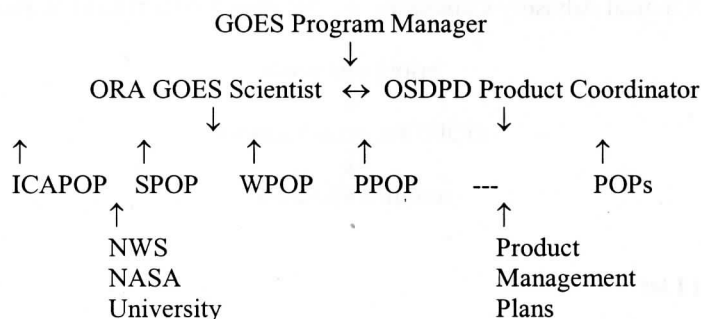 GOES Program Manager
↓
ORA GOES Scientist ↔ OSDPD Product Coordinator
↓ ↓
↑ ↑ ↑ ↑ ↑
ICAPOP SPOP WPOP PPOP --- POPs
↑ ↑
NWS Product
NASA Management
University Plans